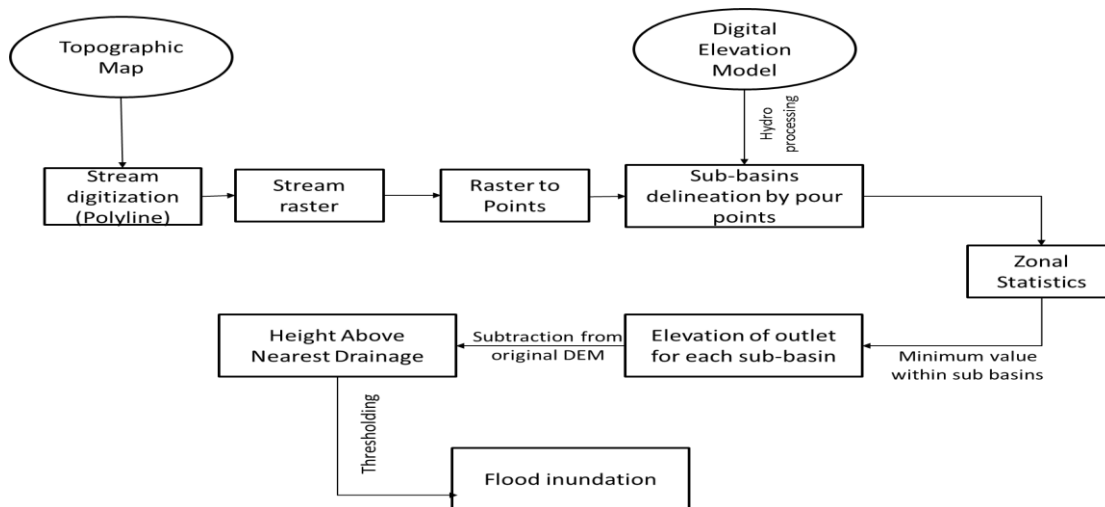 Topographic
Map
Digital
Elevation
Model
Hydro
processing
Stream
digitization
(Polyline)
Stream
raster
Raster to
Points
Sub-basins
delineation by pour
points
Zonal
Statistics
Minimum value
within sub basins
Elevation of outlet
for each sub-basin
Subtraction from
original DEM
Height Above
Nearest Drainage
Thresholding
Flood inundation